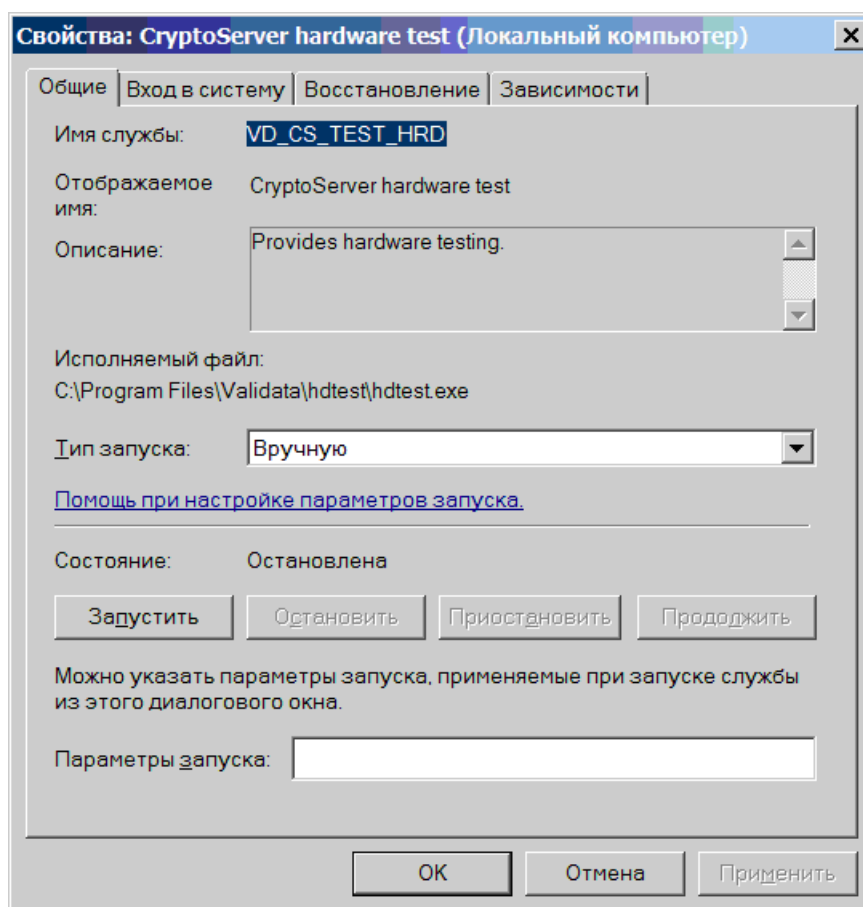 Свойства: CryptoServer hardware test (Локальный компьютер)
Общие Вход в систему Восстановление Зависимости
Имя службы: VD_CS_TEST_HRD
Отображаемое имя: CryptoServer hardware test
Описание: Provides hardware testing.
Исполняемый файл:
C:\Program Files\Validata\hdtest\hdtest.exe
Тип запуска: Вручную
Помощь при настройке параметров запуска.
Состояние: Остановлена
Запустить Остановить Приостановить Продолжить
Можно указать параметры запуска, применяемые при запуске службы
из этого диалогового окна.
Параметры запуска:
OK Отмена Применить